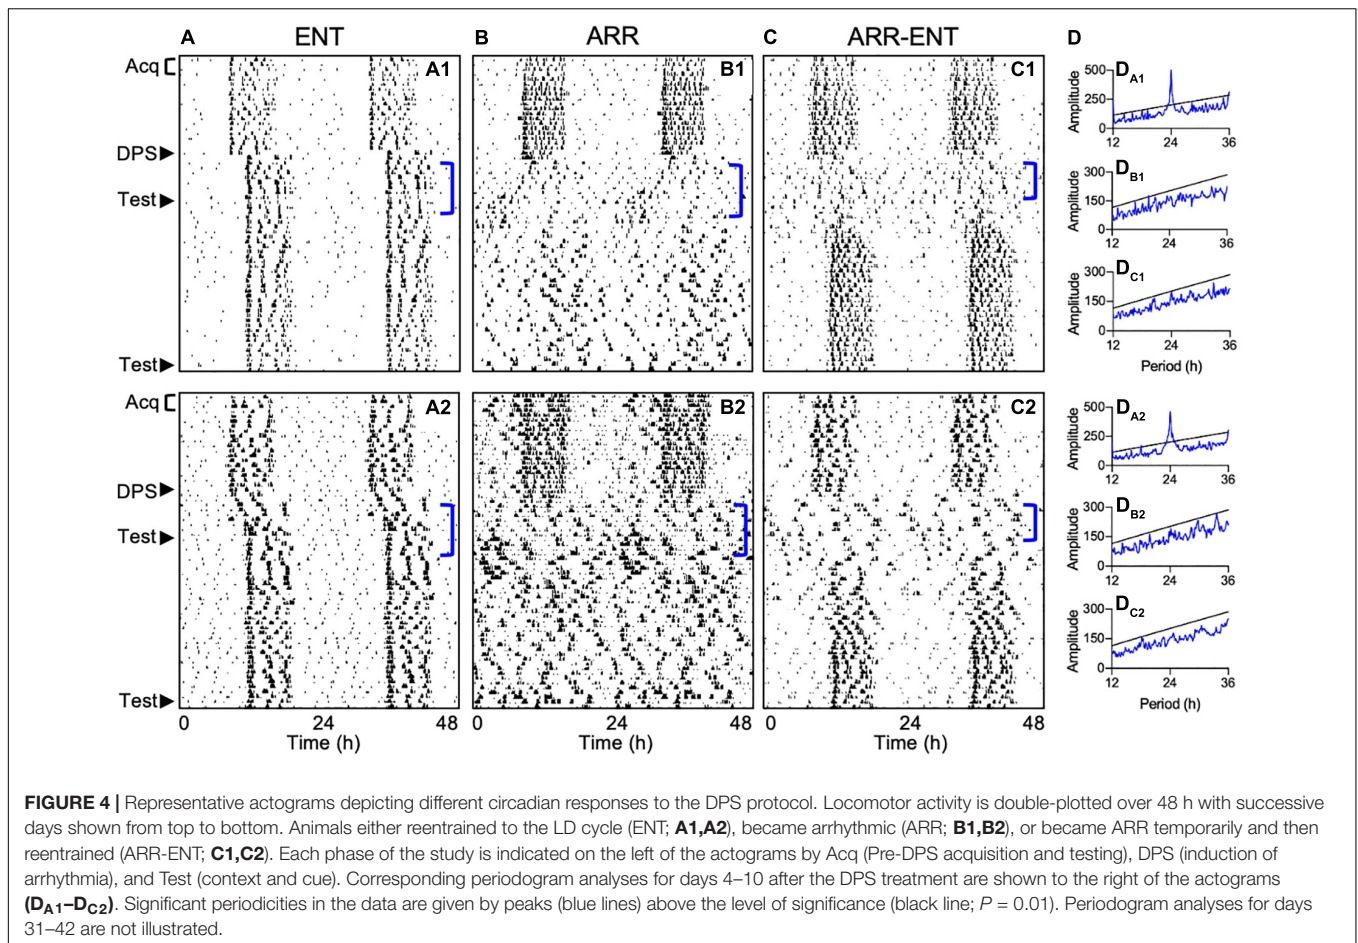 A ENT B ARR C ARR-ENT D
Acq A1 B1 C1
DPS
Test
Test
500 250 0 Amplitude D_A1 12 24 36
300 150 0 Amplitude D_B1 12 24 36
300 150 0 Amplitude D_C1 12 24 36
Period (h)
Acq A2 B2 C2
DPS
Test
Test
500 250 0 Amplitude D_A2 12 24 36
300 150 0 Amplitude D_B2 12 24 36
300 150 0 Amplitude D_C2 12 24 36
Period (h)
0 24 48 0 24 48 0 24 48
Time (h) Time (h) Time (h)
FIGURE 4 | Representative actograms depicting different circadian responses to the DPS protocol. Locomotor activity is double-plotted over 48 h with successive
days shown from top to bottom. Animals either reentrained to the LD cycle (ENT; A1,A2), became arrhythmic (ARR; B1,B2), or became ARR temporarily and then
reentrained (ARR-ENT; C1,C2). Each phase of the study is indicated on the left of the actograms by Acq (Pre-DPS acquisition and testing), DPS (induction of
arrhythmia), and Test (context and cue). Corresponding periodogram analyses for days 4–10 after the DPS treatment are shown to the right of the actograms
(D_A1–D_C2). Significant periodicities in the data are given by peaks (blue lines) above the level of significance (black line; P = 0.01). Periodogram analyses for days
31–42 are not illustrated.